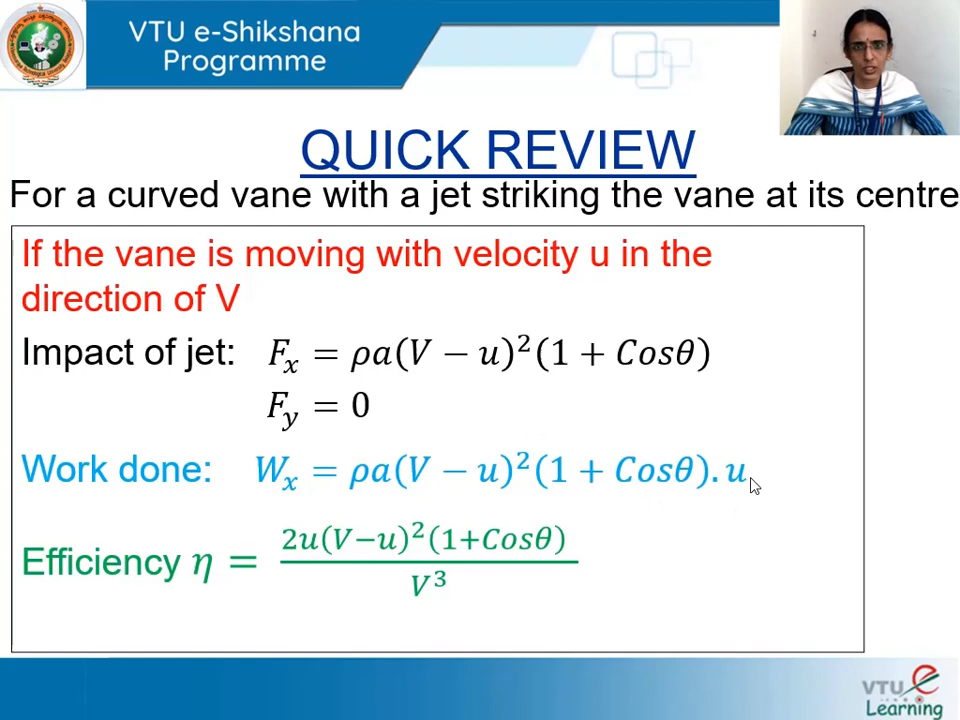 VTU e-Shikshana
Programme
QUICK REVIEW
For a curved vane with a jet striking the vane at its centre
If the vane is moving with velocity u in the
direction of V
Impact of jet: Fₓ = ρa(V − u)²(1 + Cosθ)
F_y = 0
Work done: Wₓ = ρa(V − u)²(1 + Cosθ). u
Efficiency η = 2u(V−u)²(1+Cosθ) / V³
VTU e
Learning